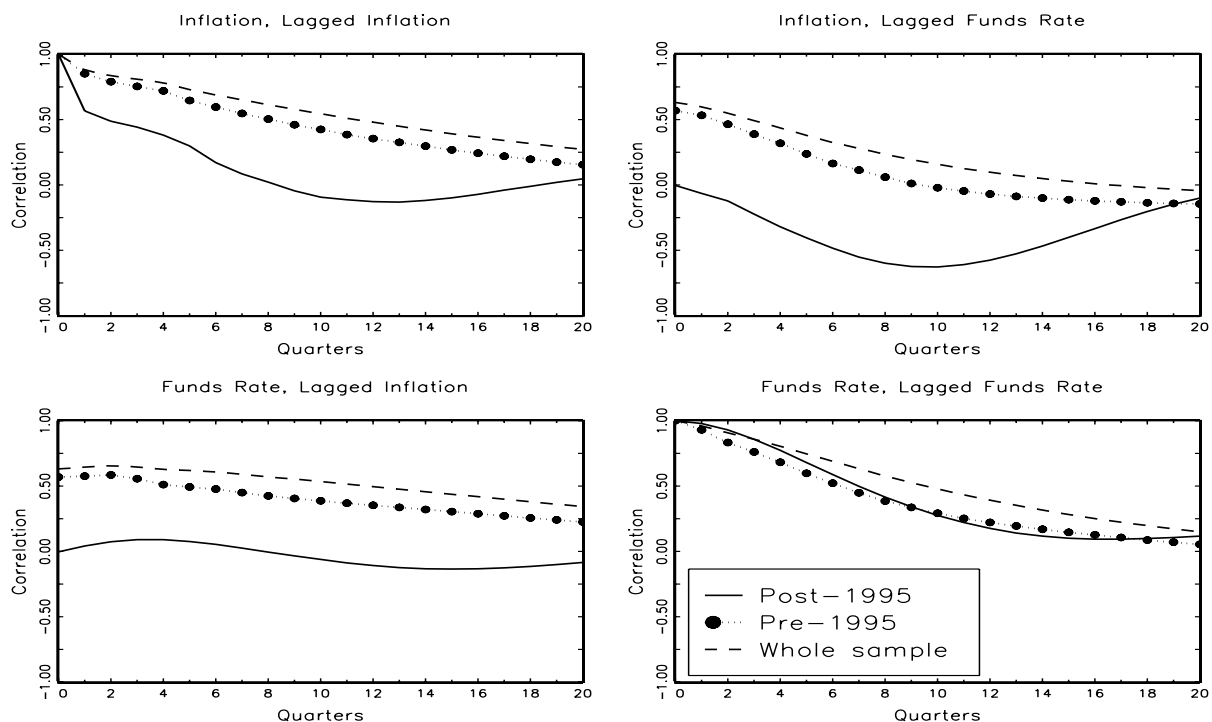 Inflation, Lagged Inflation
Correlation
1.00
0.50
0.00
−0.50
−1.00
0 2 4 6 8 10 12 14 16 18 20
Quarters
Inflation, Lagged Funds Rate
Correlation
1.00
0.50
0.00
−0.50
−1.00
0 2 4 6 8 10 12 14 16 18 20
Quarters
Funds Rate, Lagged Inflation
Correlation
1.00
0.50
0.00
−0.50
−1.00
0 2 4 6 8 10 12 14 16 18 20
Quarters
Funds Rate, Lagged Funds Rate
Correlation
1.00
0.50
0.00
−0.50
−1.00
Post−1995
Pre−1995
Whole sample
0 2 4 6 8 10 12 14 16 18 20
Quarters